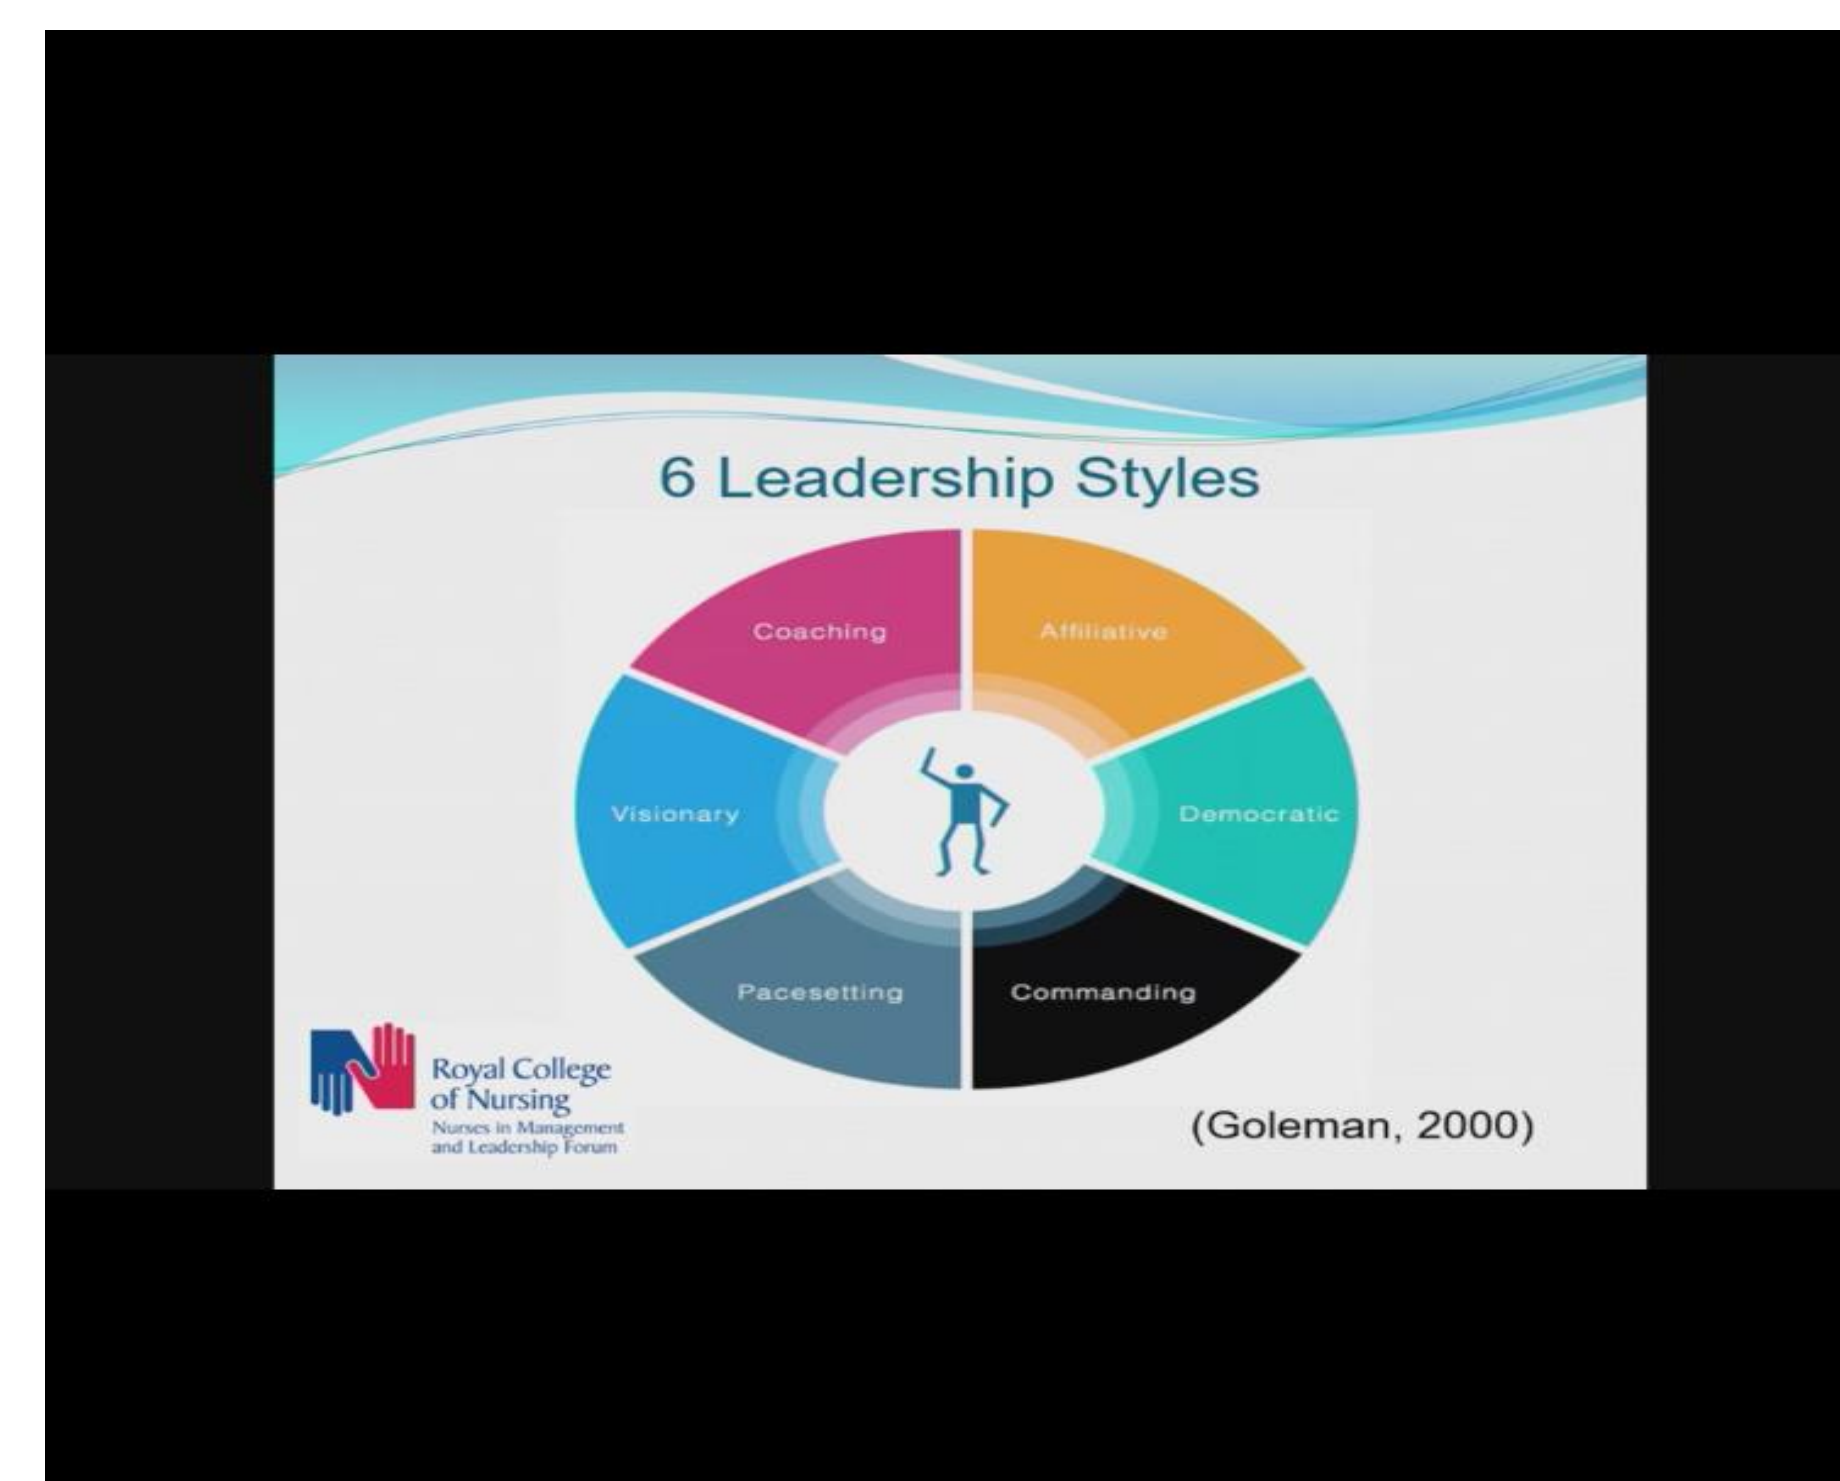 6 Leadership Styles
Coaching
Affiliative
Visionary
Democratic
Pacesetting
Commanding
Royal College
of Nursing
Nurses in Management
and Leadership Forum
(Goleman, 2000)